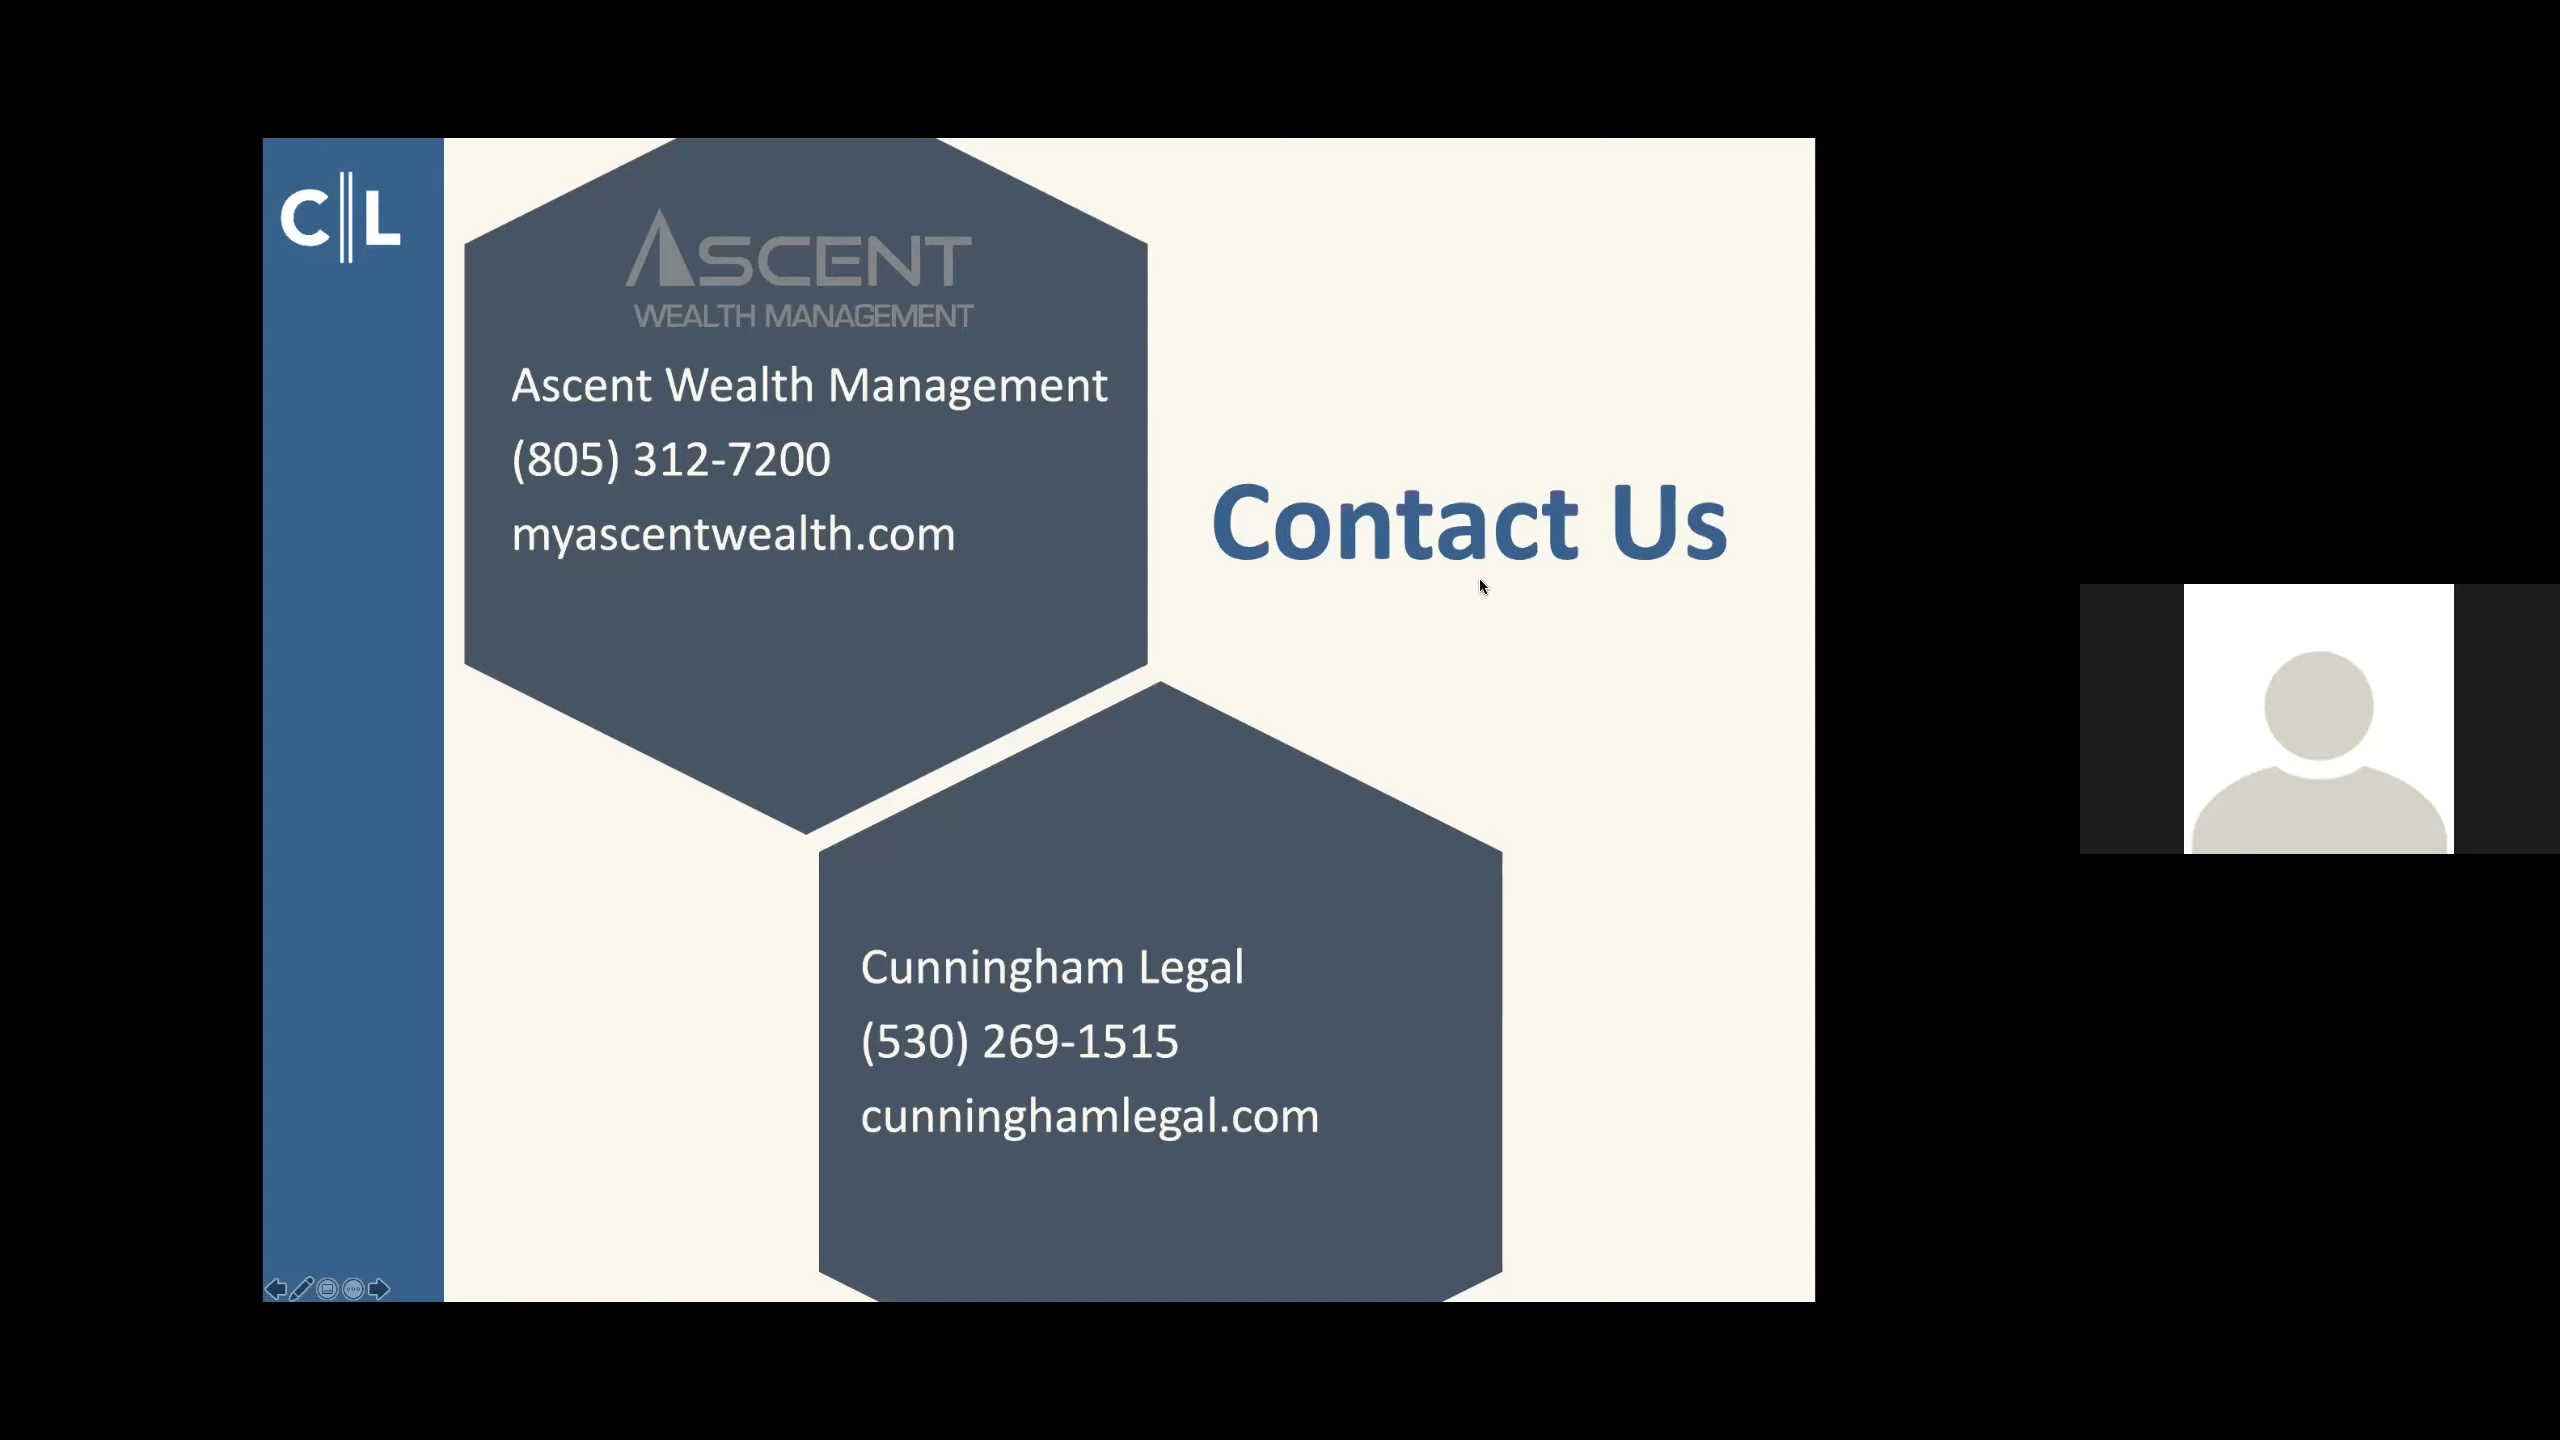 C||L
ASCENT
WEALTH MANAGEMENT
Ascent Wealth Management
(805) 312-7200
myascentwealth.com
Contact Us
Cunningham Legal
(530) 269-1515
cunninghamlegal.com